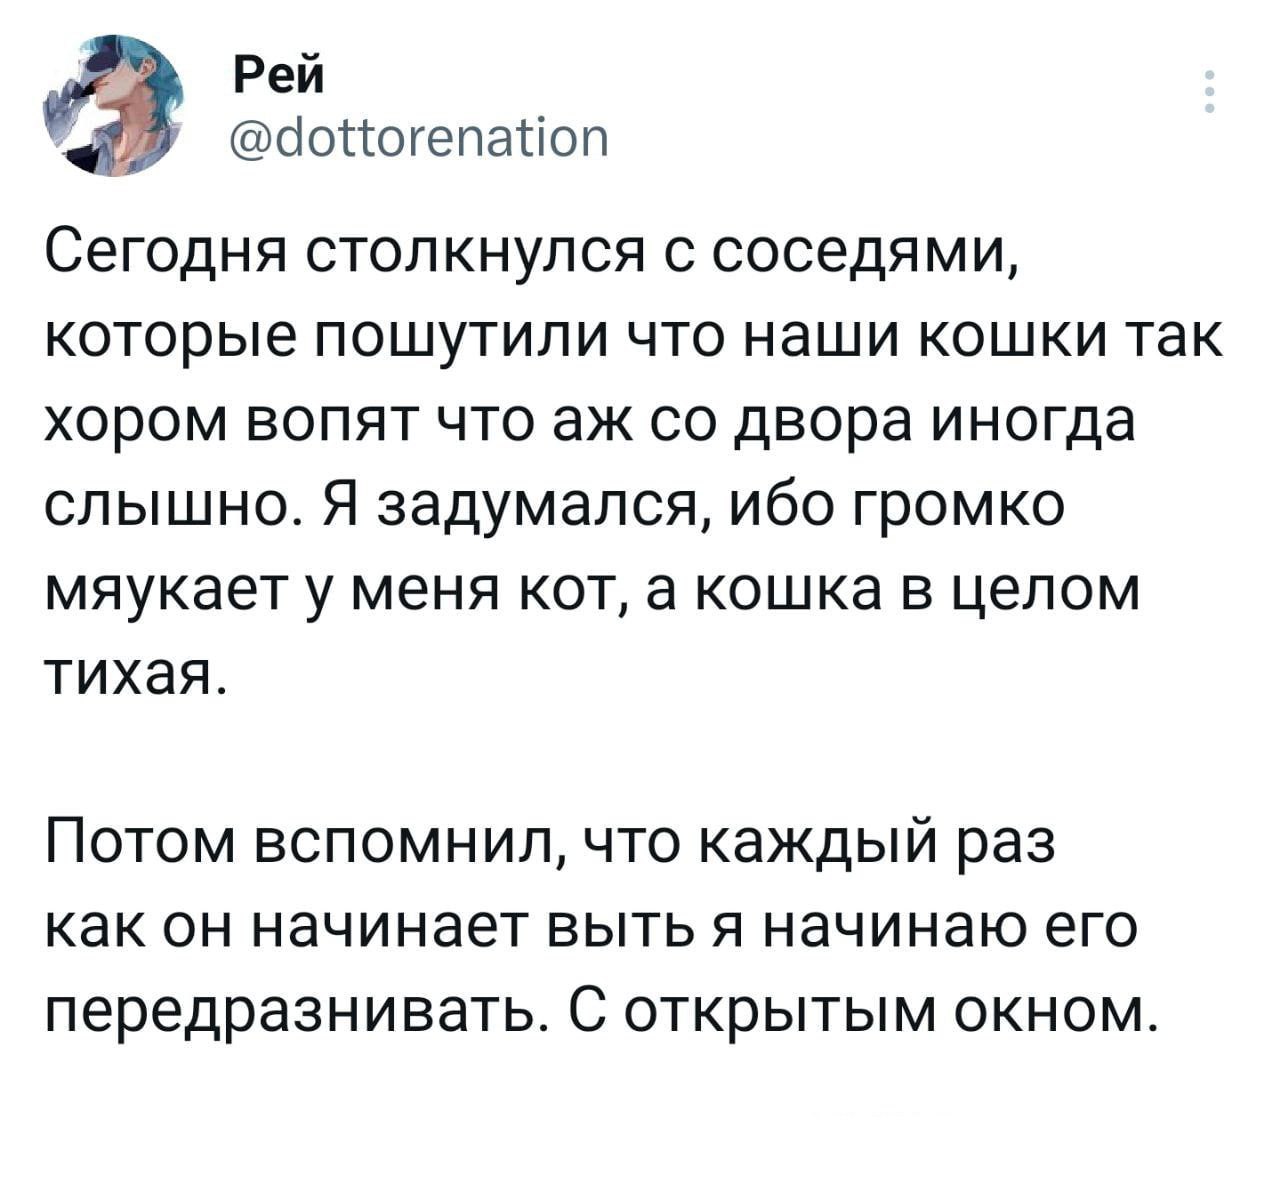 Рей
@dottorenation
Сегодня столкнулся с соседями,
которые пошутили что наши кошки так
хором вопят что аж со двора иногда
слышно. Я задумался, ибо громко
мяукает у меня кот, а кошка в целом
тихая.
Потом вспомнил, что каждый раз
как он начинает выть я начинаю его
передразнивать. С открытым окном.